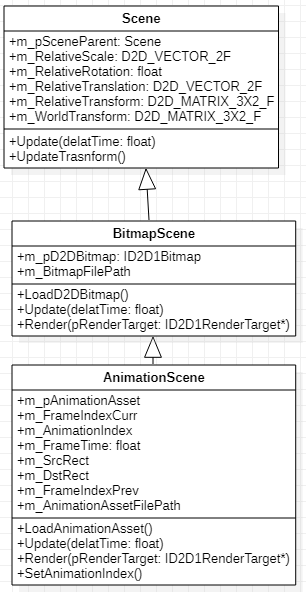 Scene
+m_pSceneParent: Scene
+m_RelativeScale: D2D_VECTOR_2F
+m_RelativeRotation: float
+m_RelativeTranslation: D2D_VECTOR_2F
+m_RelativeTransform: D2D_MATRIX_3X2_F
+m_WorldTransform: D2D_MATRIX_3X2_F
+Update(delatTime: float)
+UpdateTrasnform()
BitmapScene
+m_pD2DBitmap: ID2D1Bitmap
+m_BitmapFilePath
+LoadD2DBitmap()
+Update(delatTime: float)
+Render(pRenderTarget: ID2D1RenderTarget*)
AnimationScene
+m_pAnimationAsset
+m_FrameIndexCurr
+m_AnimationIndex
+m_FrameTime: float
+m_SrcRect
+m_DstRect
+m_FrameIndexPrev
+m_AnimationAssetFilePath
+LoadAnimationAsset()
+Update(delatTime: float)
+Render(pRenderTarget: ID2D1RenderTarget*)
+SetAnimationIndex()